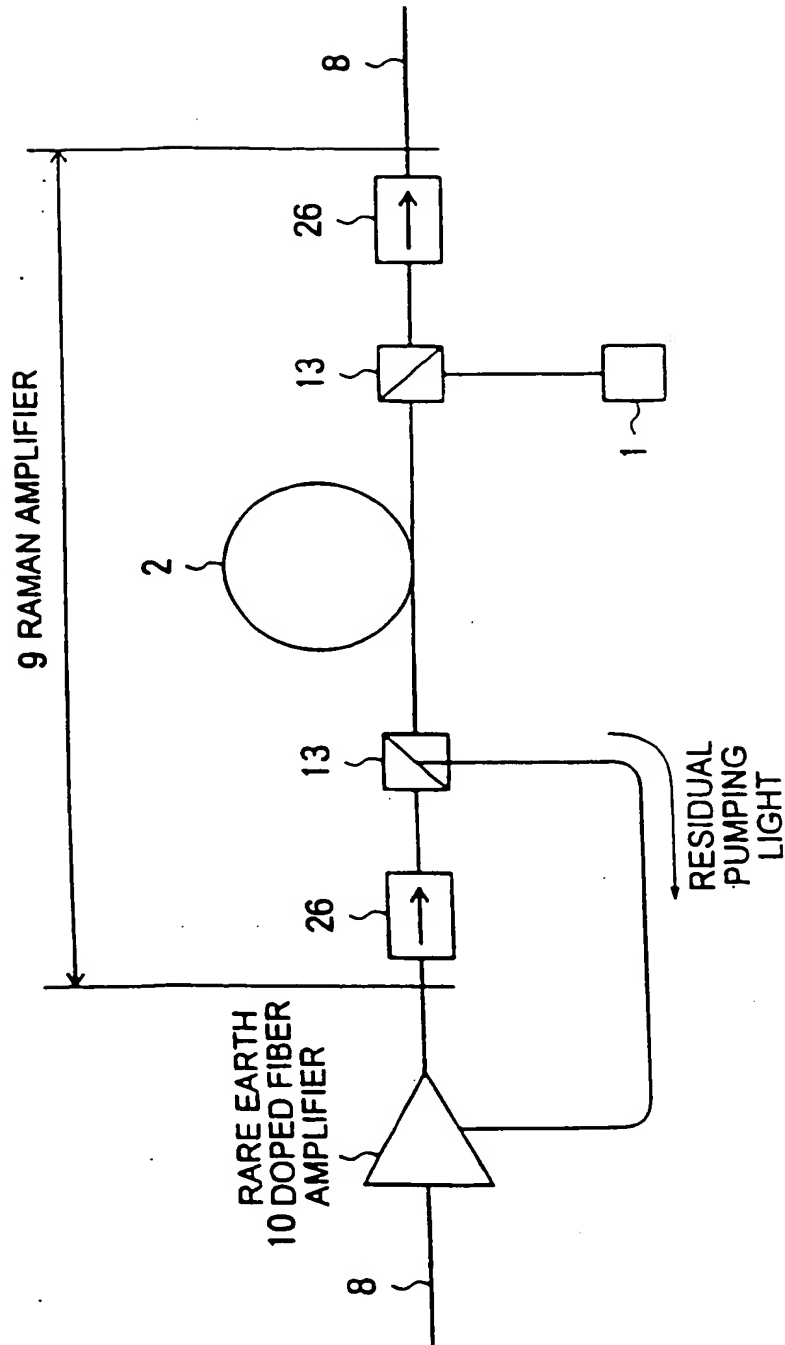 9 RAMAN AMPLIFIER
8
26
13
1
2
13
26
RESIDUAL
PUMPING
LIGHT
RARE EARTH
10 DOPED FIBER
AMPLIFIER
8